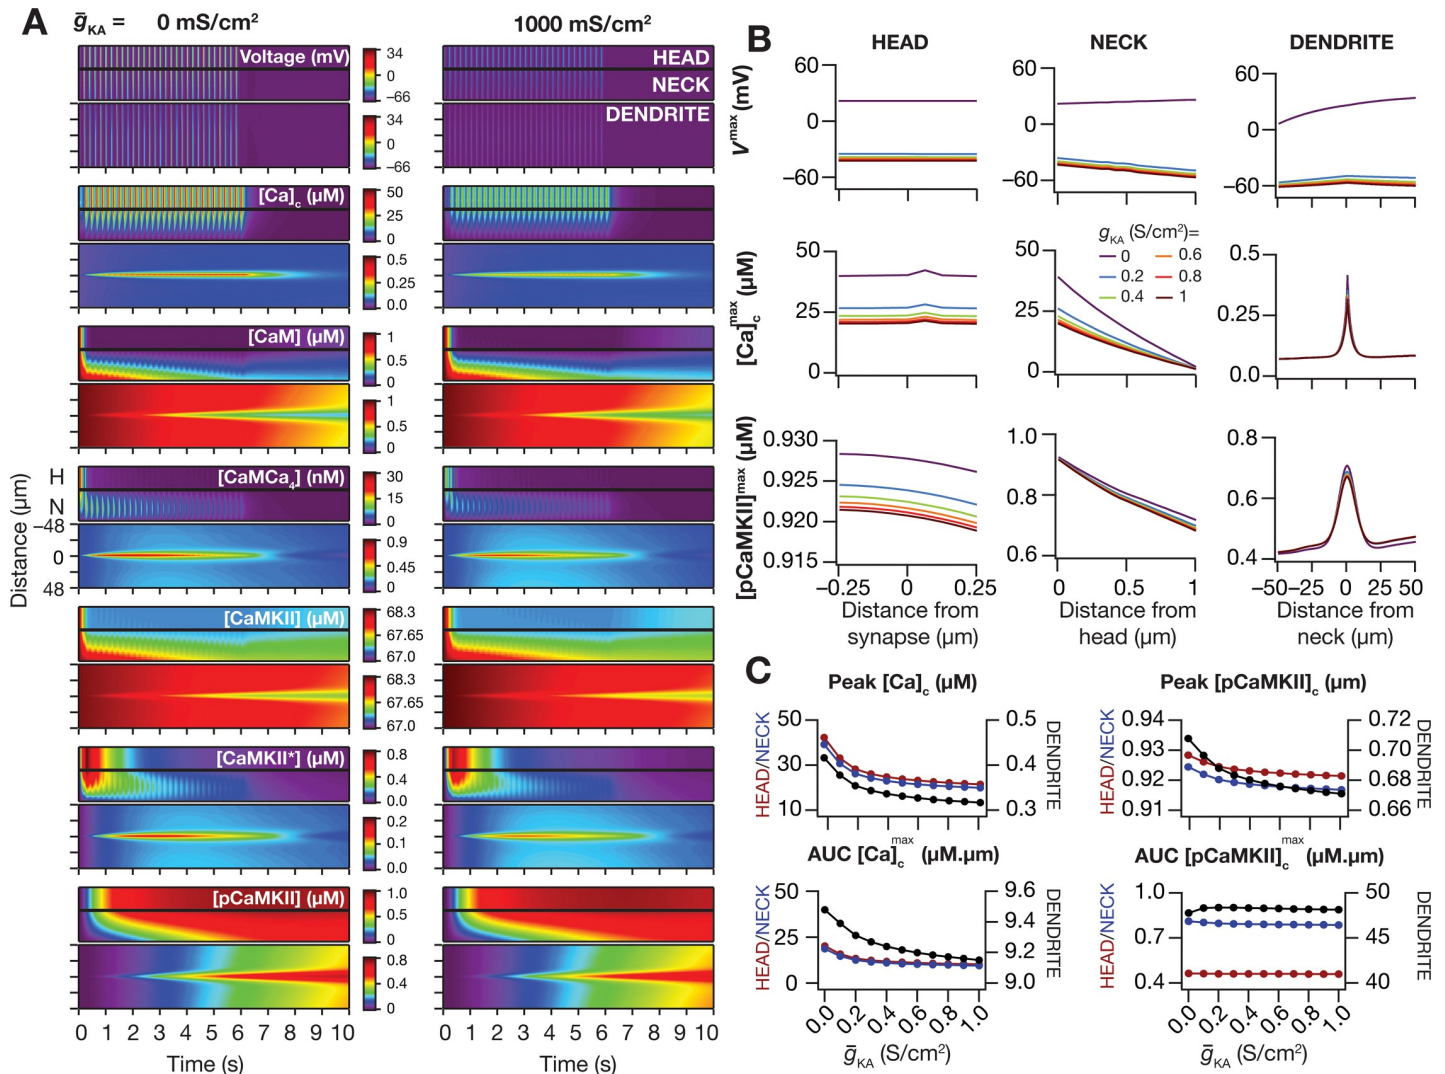 A
ḡKA = 0 mS/cm² 1000 mS/cm²
Voltage (mV)
34
0
−66
HEAD
NECK
34
0
−66
DENDRITE
[Ca]c (µM)
50
25
0
0.5
0.25
0.0
[CaM] (µM)
1
0.5
0
1
0.5
0
[CaMCa4] (nM)
30
15
0
0.9
0.45
0.0
Distance (µm)
H
N
−48
0
48
[CaMKII] (µM)
68.3
67.65
67.0
68.3
67.65
67.0
[CaMKII*] (µM)
0.8
0.4
0.0
0.2
0.1
0.0
[pCaMKII] (µM)
1.0
0.5
0.0
0.8
0.4
0
0 1 2 3 4 5 6 7 8 9 10
Time (s)
0 1 2 3 4 5 6 7 8 9 10
Time (s)
B
HEAD NECK DENDRITE
Vmax (mV)
60
0
−60
60
0
−60
60
0
−60
[Ca]c max (µM)
50
25
0
50
25
0
gKA (S/cm²)=
0 0.6
0.2 0.8
0.4 1
0.5
0.25
0.0
[pCaMKII]max (µM)
0.930
0.925
0.920
0.915
1.0
0.8
0.6
0.8
0.6
0.4
−0.25 0 0.25
Distance from
synapse (µm)
0 0.5 1
Distance from
head (µm)
−50−25 0 25 50
Distance from
neck (µm)
C
Peak [Ca]c (µM)
HEAD/NECK
50
30
10
0.5
0.4
0.3
DENDRITE
Peak [pCaMKII]c (µm)
HEAD/NECK
0.94
0.93
0.92
0.91
0.72
0.70
0.68
0.66
DENDRITE
AUC [Ca]c max (µM.µm)
HEAD/NECK
50
25
0
9.6
9.4
9.2
9.0
DENDRITE
0.0 0.2 0.4 0.6 0.8 1.0
ḡKA (S/cm²)
AUC [pCaMKII]c max (µM.µm)
HEAD/NECK
1.0
0.7
0.4
50
45
40
DENDRITE
0.0 0.2 0.4 0.6 0.8 1.0
ḡKA (S/cm²)